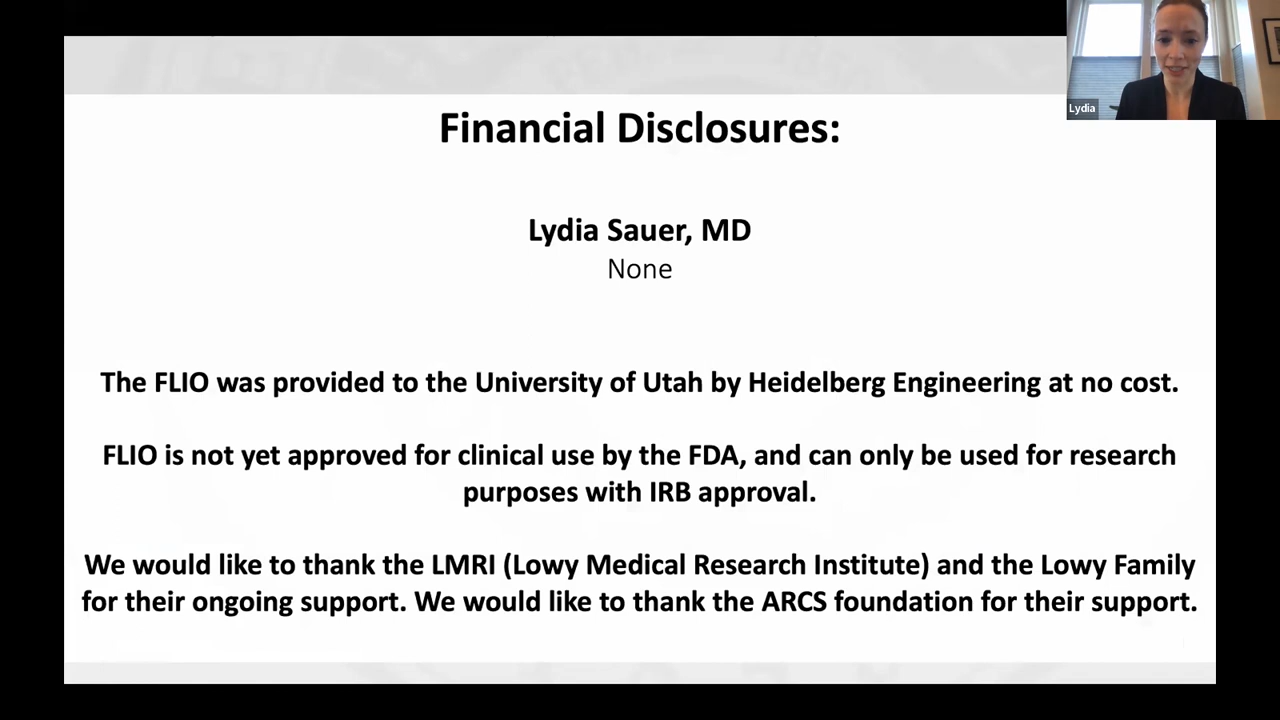 Financial Disclosures:
Lydia
Lydia Sauer, MD
None
The FLIO was provided to the University of Utah by Heidelberg Engineering at no cost.
FLIO is not yet approved for clinical use by the FDA, and can only be used for research
purposes with IRB approval.
We would like to thank the LMRI (Lowy Medical Research Institute) and the Lowy Family
for their ongoing support. We would like to thank the ARCS foundation for their support.